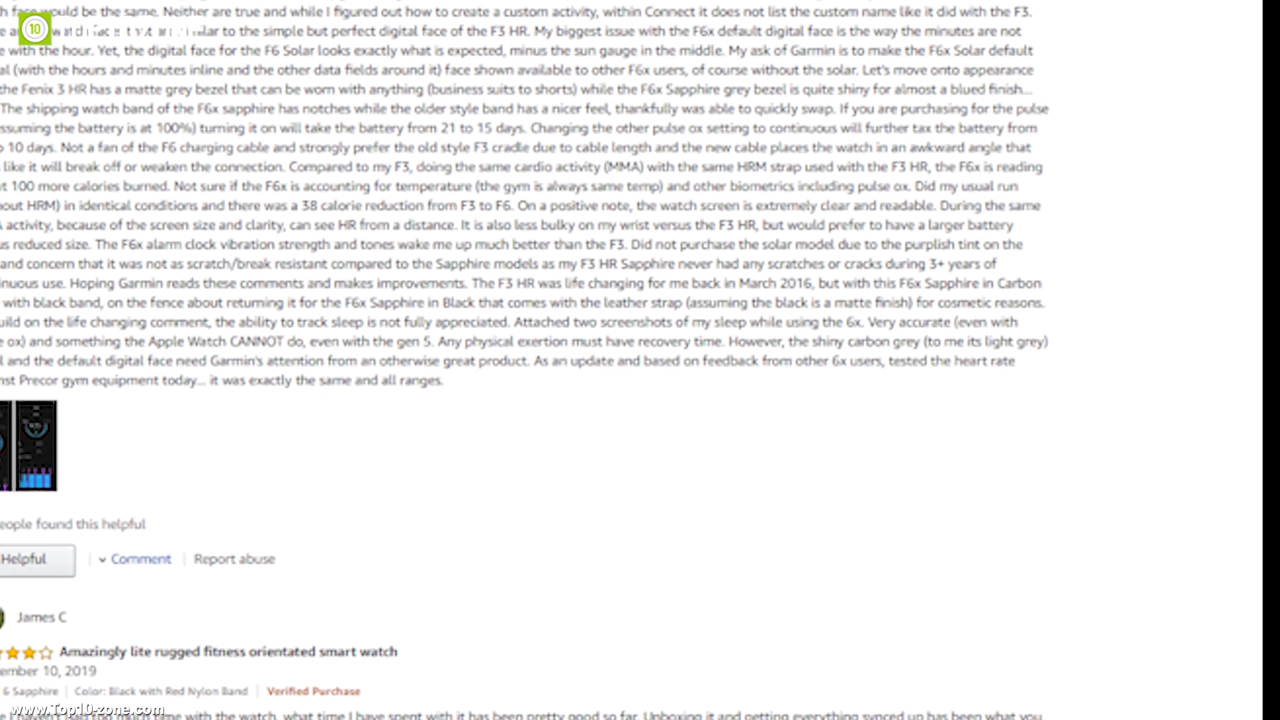 face would be the same. Neither are true and while I figured out how to create a custom activity, within Connect it does not list the custom name like it did with the F3.
10
to the simple but perfect digital face of the F3 HR. My biggest issue with the F6x default digital face is the way the minutes are not
with the hour. Yet, the digital face for the F6 Solar looks exactly what is expected, minus the sun gauge in the middle. My ask of Garmin is to make the F6x Solar default
(with the hours and minutes inline and the other data fields around it) face shown available to other F6x users, of course without the solar. Let's move onto appearance
the Fenix 3 HR has a matte grey bezel that can be worn with anything (business suits to shorts) while the F6x Sapphire grey bezel is quite shiny for almost a blued finish...
The shipping watch band of the F6x sapphire has notches while the older style band has a nicer feel, thankfully was able to quickly swap. If you are purchasing for the pulse
ssuming the battery is at 100%) turning it on will take the battery from 21 to 15 days. Changing the other pulse ox setting to continuous will further tax the battery from
10 days. Not a fan of the F6 charging cable and strongly prefer the old style F3 cradle due to cable length and the new cable places the watch in an awkward angle that
like it will break off or weaken the connection. Compared to my F3, doing the same cardio activity (MMA) with the same HRM strap used with the F3 HR, the F6x is reading
t 100 more calories burned. Not sure if the F6x is accounting for temperature (the gym is always same temp) and other biometrics including pulse ox. Did my usual run
out HRM) in identical conditions and there was a 38 calorie reduction from F3 to F6. On a positive note, the watch screen is extremely clear and readable. During the same
activity, because of the screen size and clarity, can see HR from a distance. It is also less bulky on my wrist versus the F3 HR, but would prefer to have a larger battery
us reduced size. The F6x alarm clock vibration strength and tones wake me up much better than the F3. Did not purchase the solar model due to the purplish tint on the
and concern that it was not as scratch/break resistant compared to the Sapphire models as my F3 HR Sapphire never had any scratches or cracks during 3+ years of
inuous use. Hoping Garmin reads these comments and makes improvements. The F3 HR was life changing for me back in March 2016, but with this F6x Sapphire in Carbon
with black band, on the fence about returning it for the F6x Sapphire in Black that comes with the leather strap (assuming the black is a matte finish) for cosmetic reasons.
uild on the life changing comment, the ability to track sleep is not fully appreciated. Attached two screenshots of my sleep while using the 6x. Very accurate (even with
ox) and something the Apple Watch CANNOT do, even with the gen 5. Any physical exertion must have recovery time. However, the shiny carbon grey (to me its light grey)
l and the default digital face need Garmin's attention from an otherwise great product. As an update and based on feedback from other 6x users, tested the heart rate
nst Precor gym equipment today... it was exactly the same and all ranges.
eople found this helpful
Helpful
Comment
Report abuse
James C
Amazingly lite rugged fitness orientated smart watch
ember 10, 2019
6 Sapphire
Color: Black with Red Nylon Band
Verified Purchase
www.Top10-zone.com
time with the watch, what time I have spent with it has been pretty good so far. Unboxing it and getting everything synced up has been what you